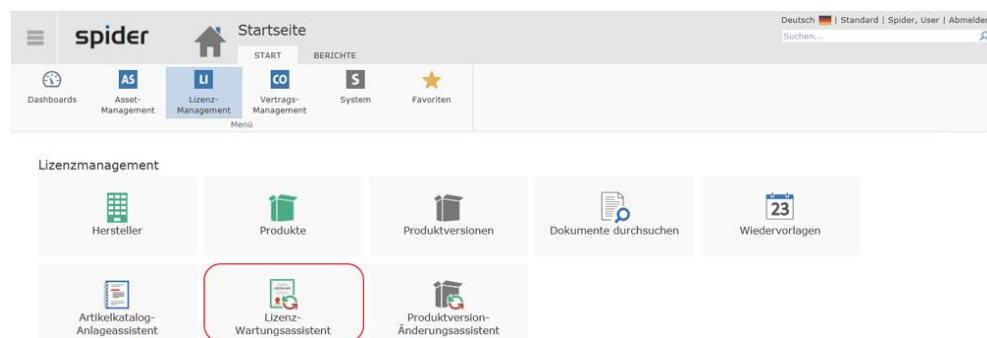 Deutsch | Standard | Spider, User | Abmelden
spider
Startseite
Suchen...
START BERICHTE
AS LI CO S
Dashboards Asset-Management Lizenz-Management Vertrags-Management System Favoriten
Menü
Lizenzmanagement
23
Hersteller Produkte Produktversionen Dokumente durchsuchen Wiedervorlagen
Artikelkatalog- Lizenz- Produktversion-
Anlageassistent Wartungsassistent Änderungsassistent